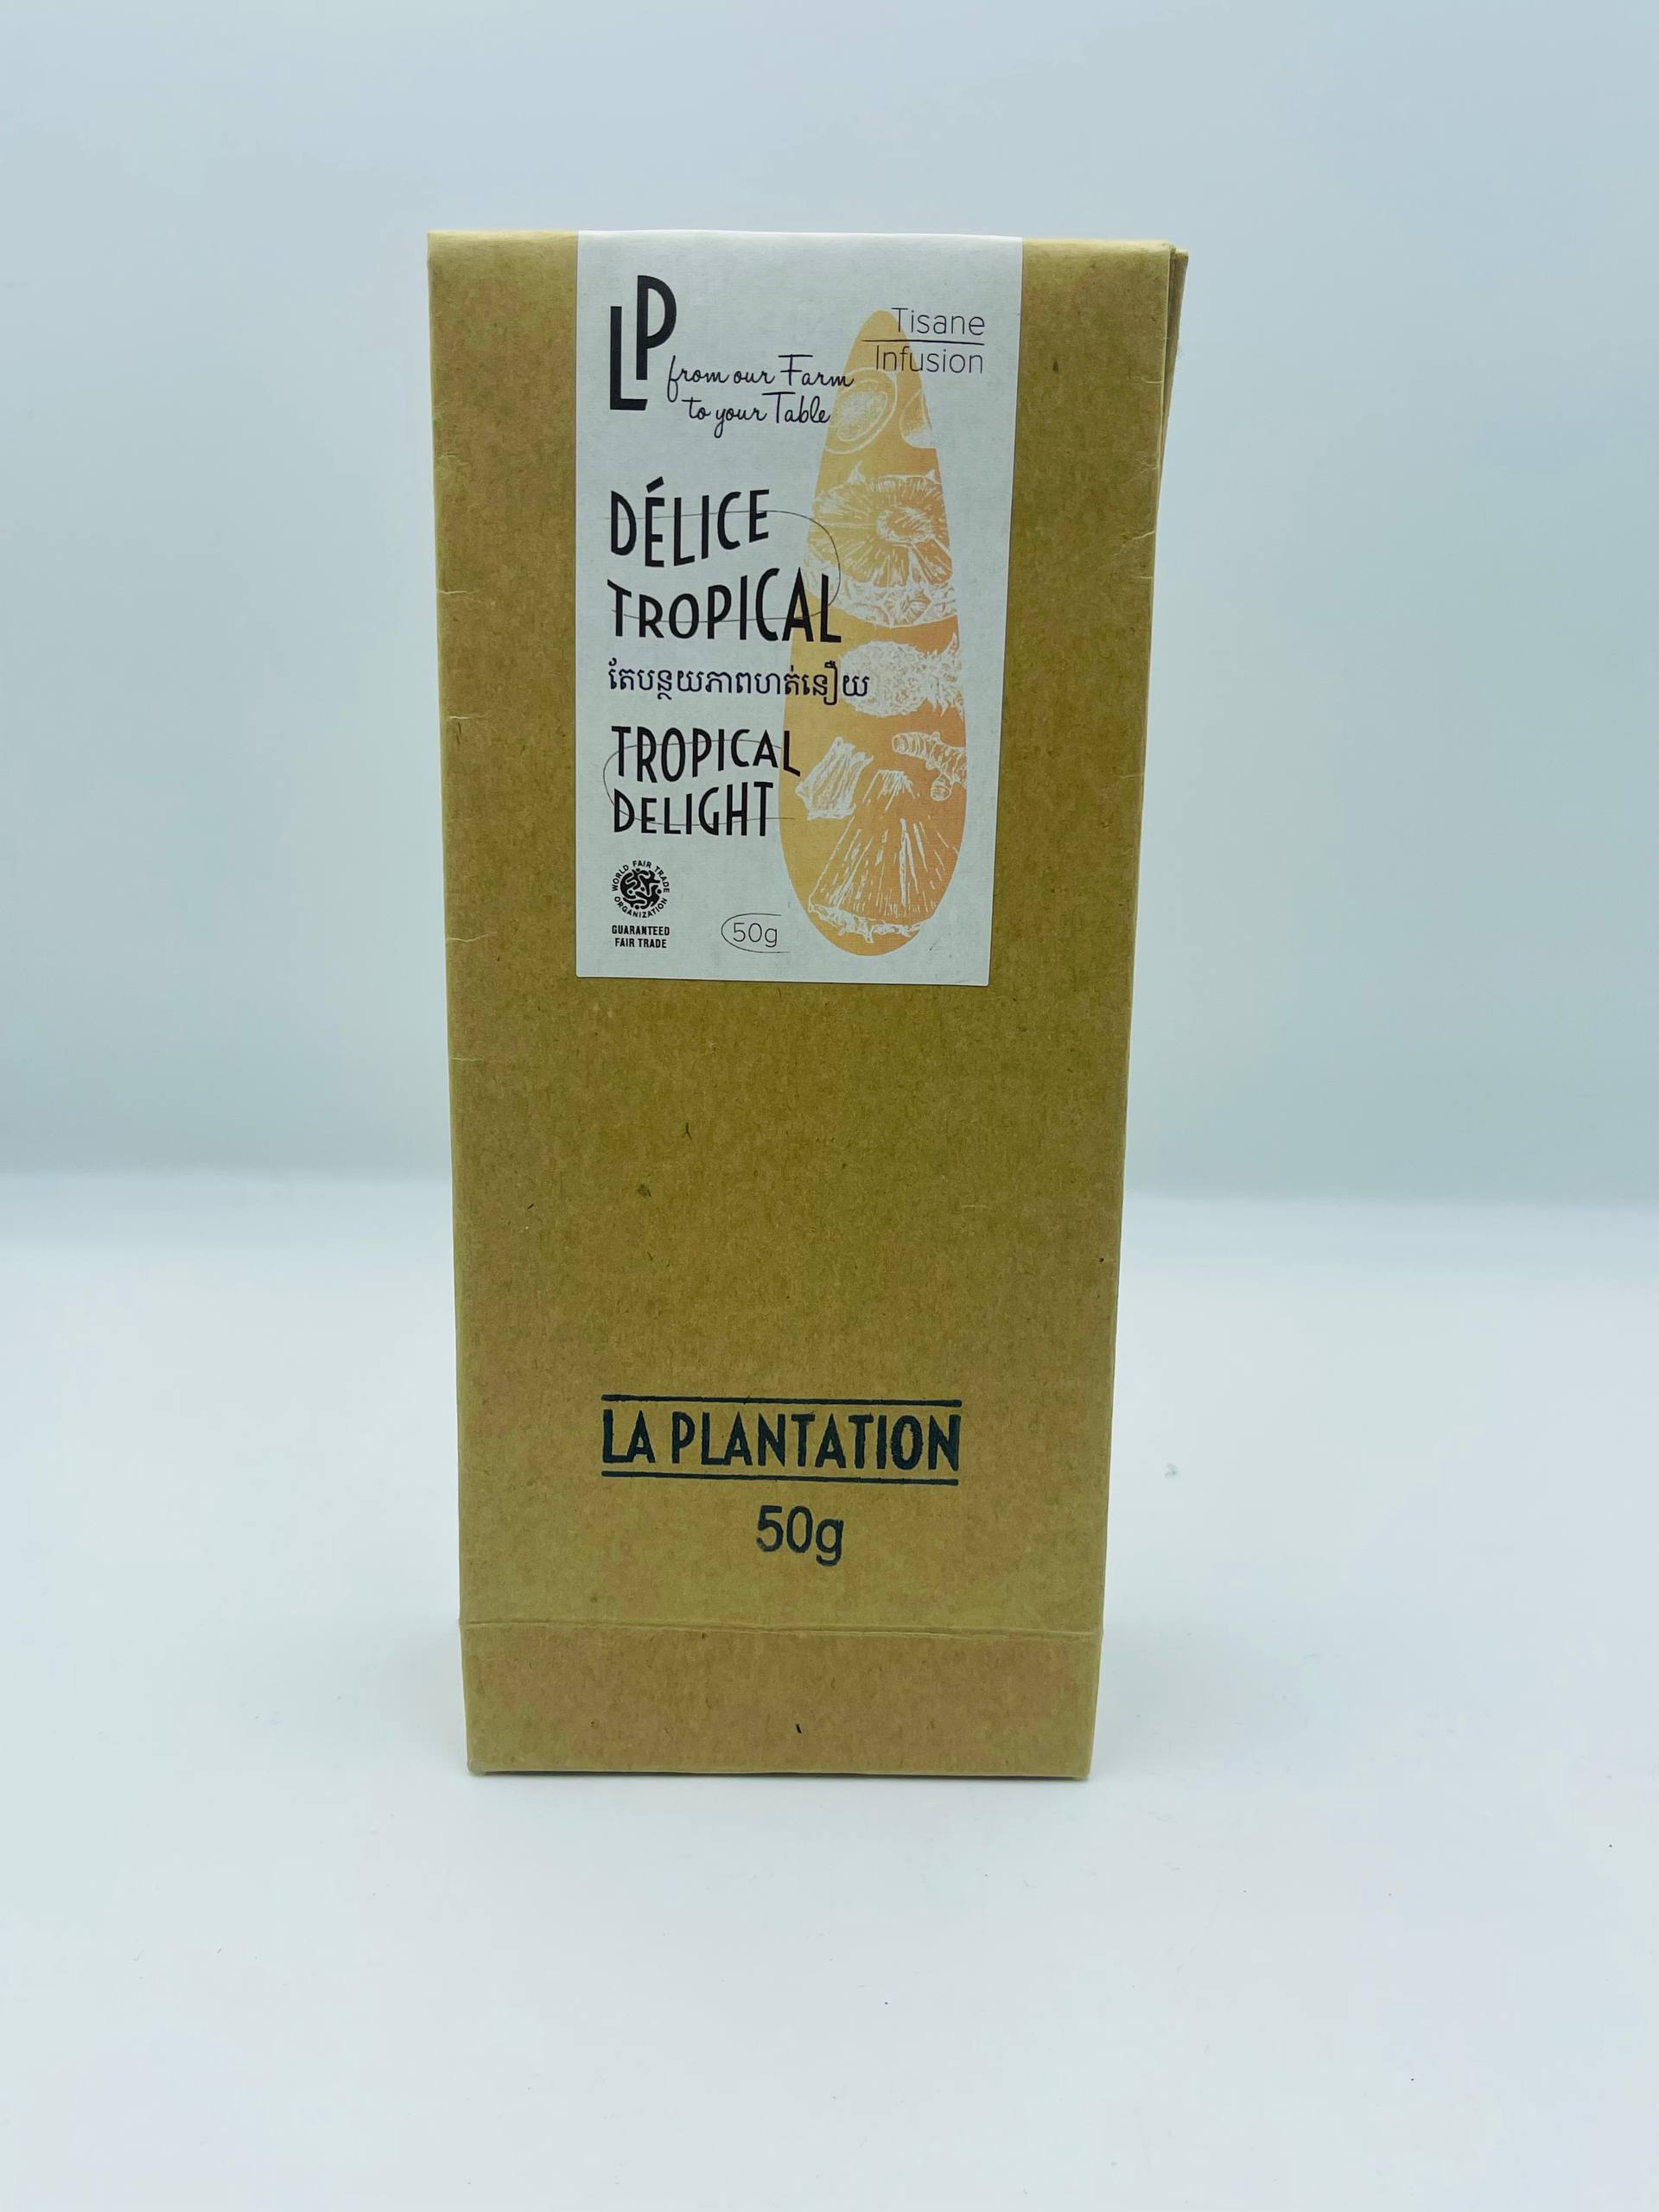 LP
from our Farm
to your Table
Tisane
Infusion
DÉLICE
TROPICAL
តែបន្ថយភាពហត់នឿយ
TROPICAL
DELIGHT
WORLD FAIR TRADE
ORGANIZATION
GUARANTEED
FAIR TRADE
50g
LA PLANTATION
50g